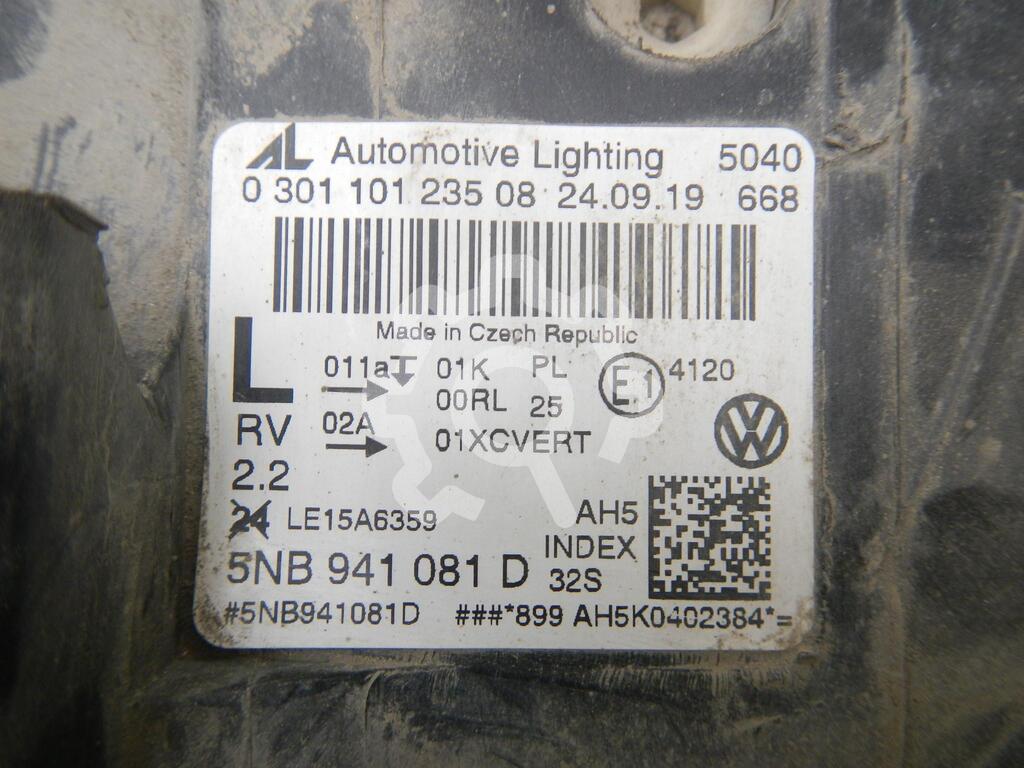 AL Automotive Lighting 5040
0 301 101 235 08 24.09.19 668
Made in Czech Republic
L 011a 01K PL E1 4120
00RL 25
RV 02A 01XCVERT
2.2
24 LE15A6359 AH5
INDEX
5NB 941 081 D 32S
#5NB941081D ###*899 AH5K0402384*=